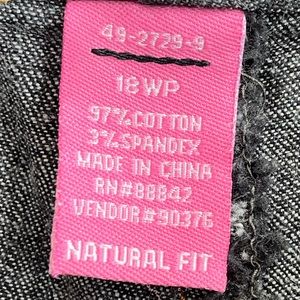 49-2729-9
18WP
97%COTTON
3%SPANDEX
MADE IN CHINA
RN#88842
VENDOR#90376
NATURAL FIT